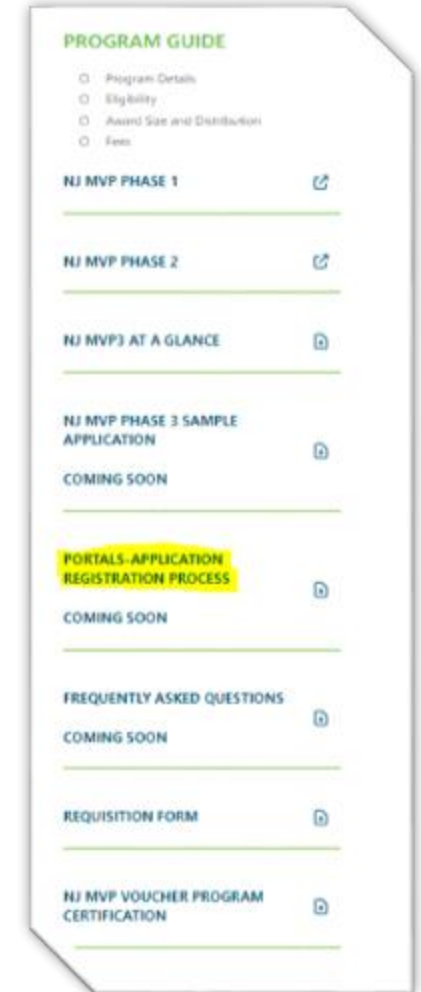 PROGRAM GUIDE
Program Details
Eligibility
Award Size and Distribution
Fees
NJ MVP PHASE 1
NJ MVP PHASE 2
NJ MVP3 AT A GLANCE
NJ MVP PHASE 3 SAMPLE
APPLICATION
COMING SOON
PORTALS-APPLICATION
REGISTRATION PROCESS
COMING SOON
FREQUENTLY ASKED QUESTIONS
COMING SOON
REQUISITION FORM
NJ MVP VOUCHER PROGRAM
CERTIFICATION